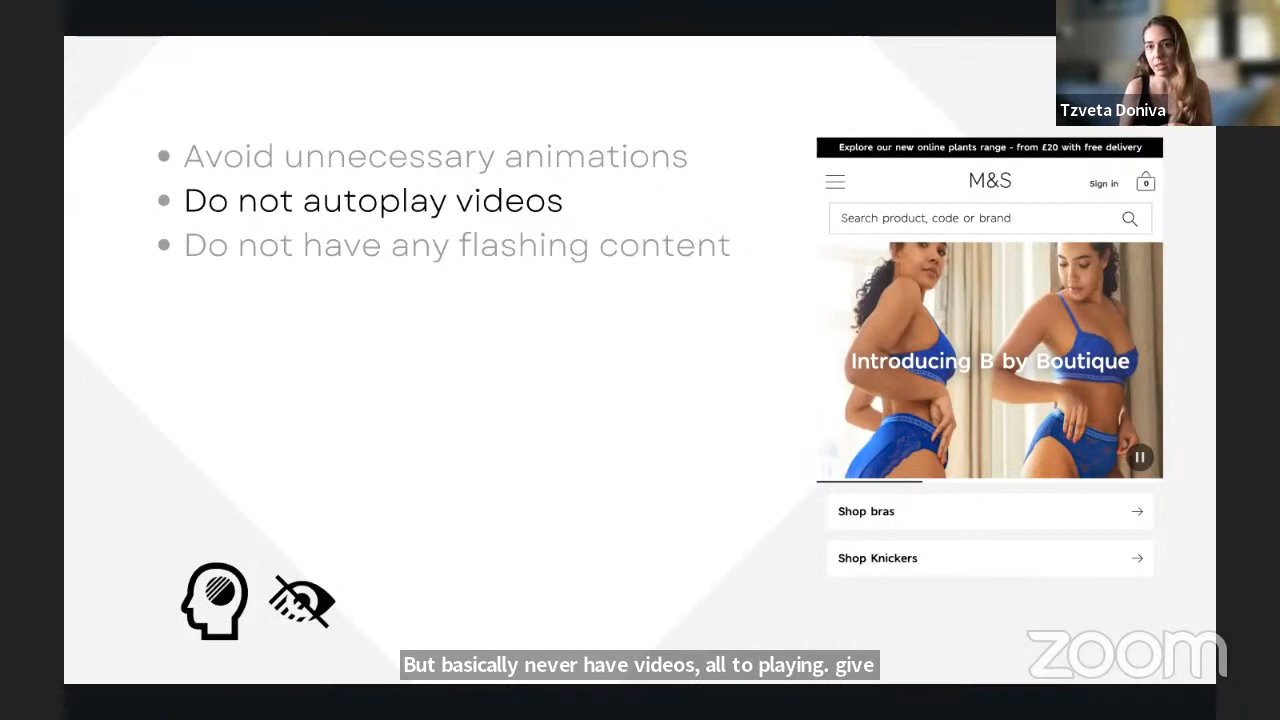 Tzveta Doniva
Avoid unnecessary animations
Do not autoplay videos
Do not have any flashing content
Explore our new online plants range - from £20 with free delivery
M&S
Sign in
0
Search product, code or brand
Introducing B by Boutique
Shop bras
Shop Knickers
zoom
But basically never have videos, all to playing. give